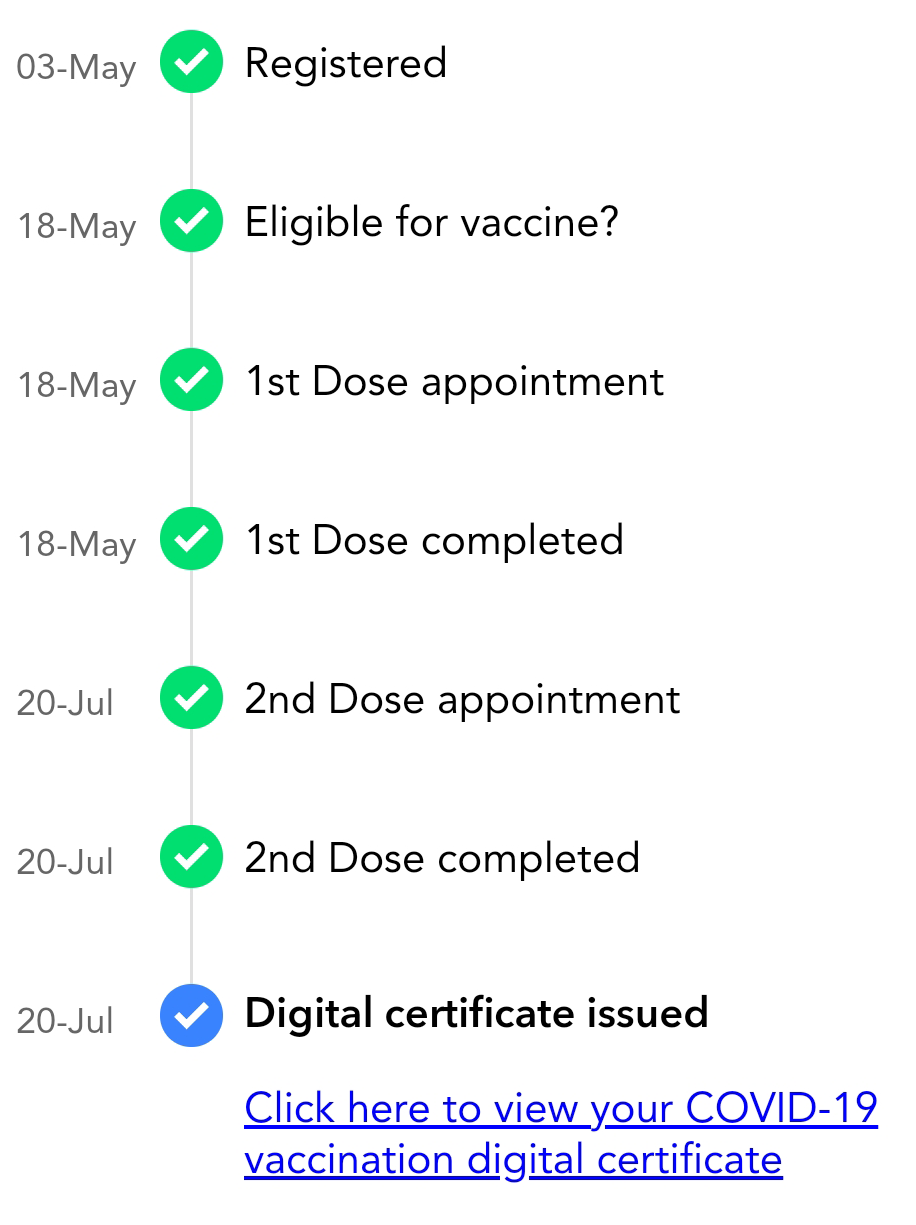 03-May Registered
18-May Eligible for vaccine?
18-May 1st Dose appointment
18-May 1st Dose completed
20-Jul 2nd Dose appointment
20-Jul 2nd Dose completed
20-Jul Digital certificate issued
Click here to view your COVID-19
vaccination digital certificate